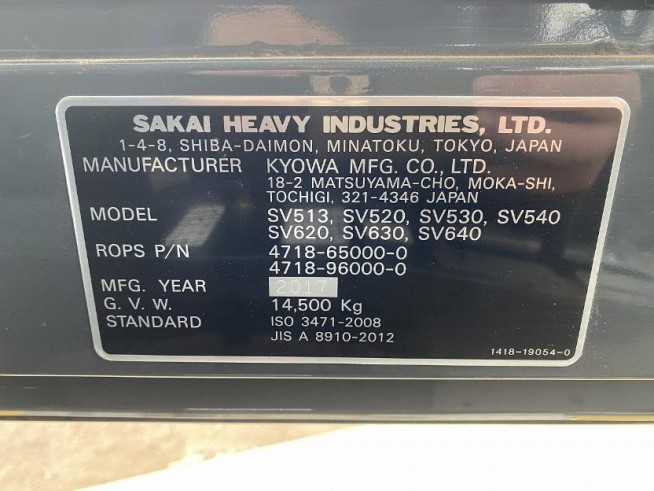 SAKAI HEAVY INDUSTRIES, LTD.
1-4-8, SHIBA-DAIMON, MINATOKU, TOKYO, JAPAN
MANUFACTURER KYOWA MFG. CO., LTD.
18-2 MATSUYAMA-CHO, MOKA-SHI,
TOCHIGI, 321-4346 JAPAN
MODEL SV513, SV520, SV530, SV540
SV620, SV630, SV640
ROPS P/N 4718-65000-0
4718-96000-0
MFG. YEAR 2017
G. V. W. 14,500 Kg
STANDARD ISO 3471-2008
JIS A 8910-2012
1418-19054-0